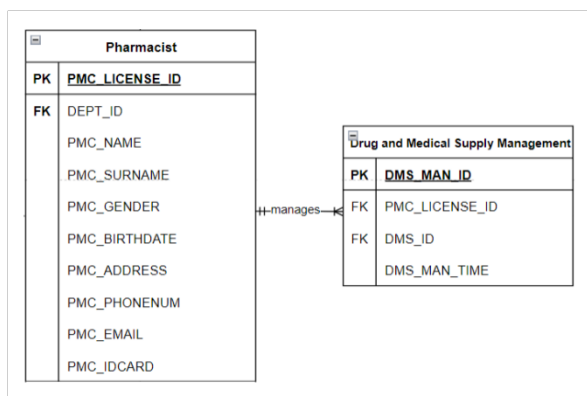 Pharmacist
PK PMC_LICENSE_ID
FK DEPT_ID
PMC_NAME
PMC_SURNAME
PMC_GENDER
PMC_BIRTHDATE
PMC_ADDRESS
PMC_PHONENUM
PMC_EMAIL
PMC_IDCARD
manages
Drug and Medical Supply Management
PK DMS_MAN_ID
FK PMC_LICENSE_ID
FK DMS_ID
DMS_MAN_TIME